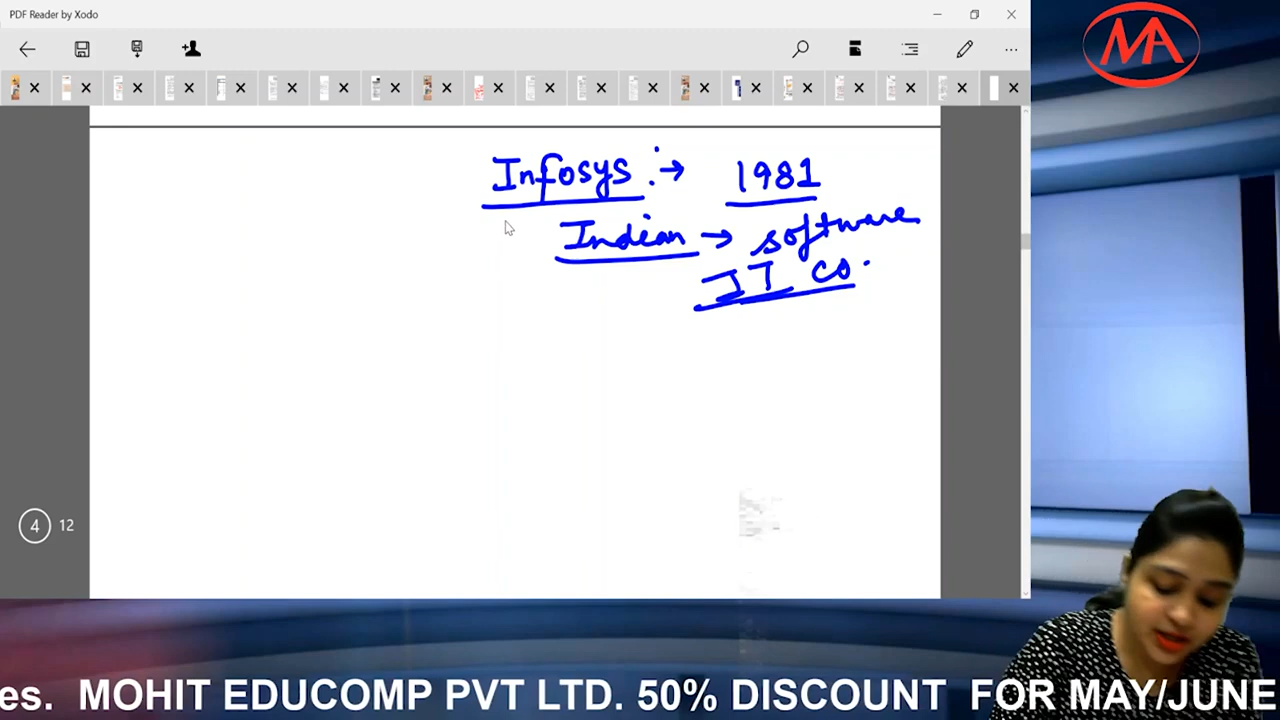 PDF Reader by Xodo
MA
Infosys :→ 1981
Indian → software
IT co.
4 12
es. MOHIT EDUCOMP PVT LTD. 50% DISCOUNT FOR MAY/JUNE